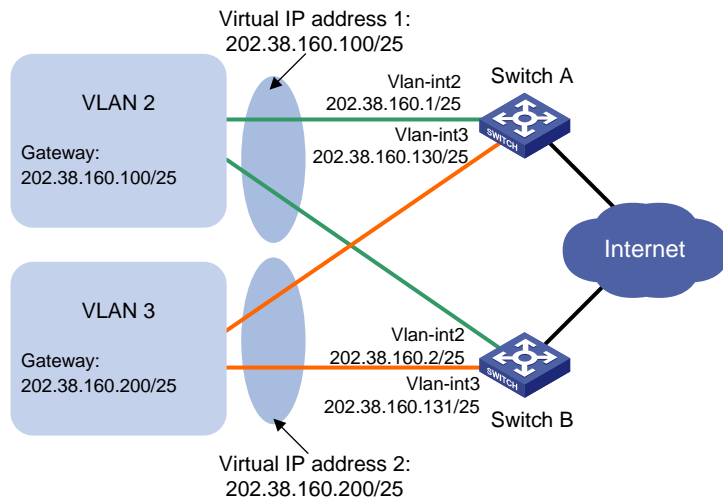 Virtual IP address 1:
202.38.160.100/25
VLAN 2
Gateway:
202.38.160.100/25
Vlan-int2
202.38.160.1/25
Vlan-int3
202.38.160.130/25
Switch A
SWITCH
Internet
VLAN 3
Gateway:
202.38.160.200/25
Vlan-int2
202.38.160.2/25
Vlan-int3
202.38.160.131/25
SWITCH
Switch B
Virtual IP address 2:
202.38.160.200/25